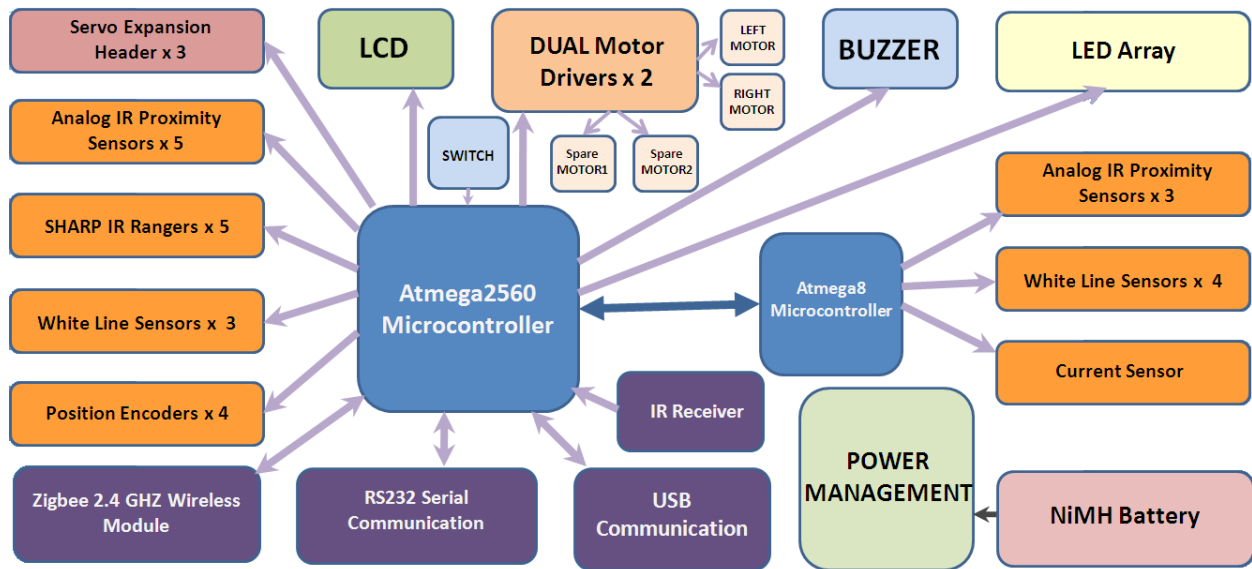 Servo Expansion
Header x 3
LCD
DUAL Motor
Drivers x 2
LEFT
MOTOR
RIGHT
MOTOR
BUZZER
LED Array
Analog IR Proximity
Sensors x 5
SWITCH
Spare
MOTOR1
Spare
MOTOR2
Analog IR Proximity
Sensors x 3
SHARP IR Rangers x 5
Atmega2560
Microcontroller
Atmega8
Microcontroller
White Line Sensors x 4
White Line Sensors x 3
Current Sensor
Position Encoders x 4
IR Receiver
POWER
MANAGEMENT
Zigbee 2.4 GHZ Wireless
Module
RS232 Serial
Communication
USB
Communication
NiMH Battery